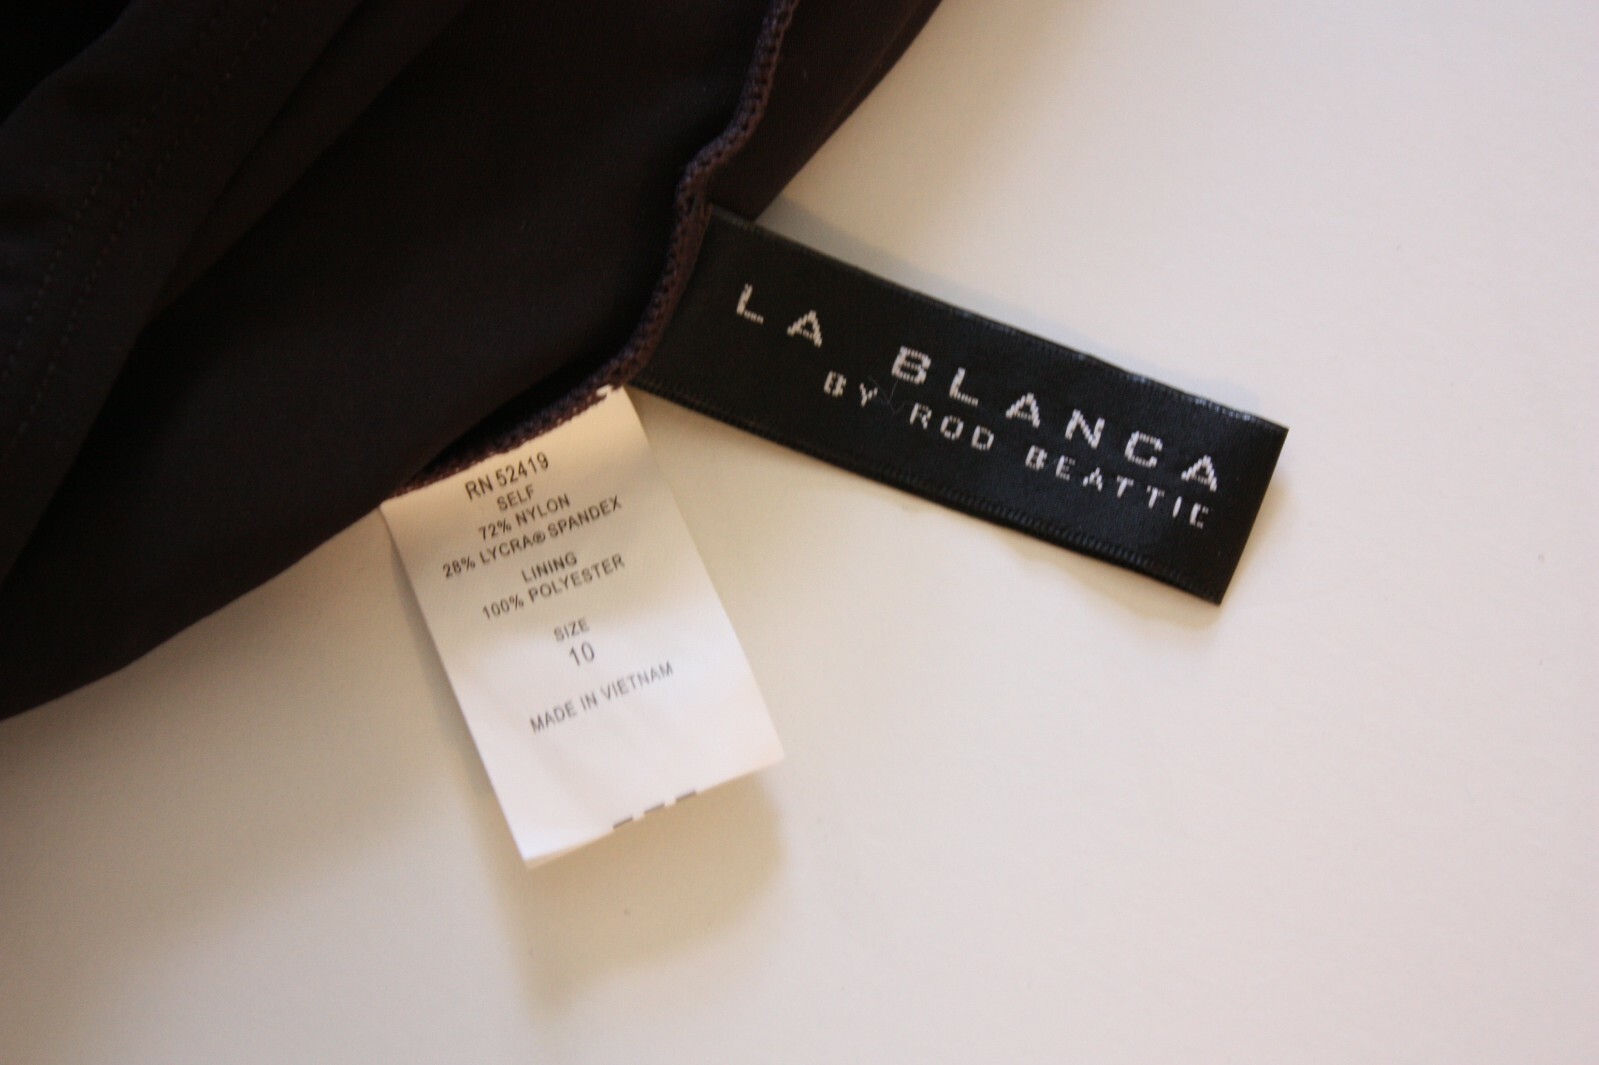 LA BLANCA
BY ROD BEATTIE
RN 52419
SELF
72% NYLON
28% LYCRA® SPANDEX
LINING
100% POLYESTER
SIZE
10
MADE IN VIETNAM